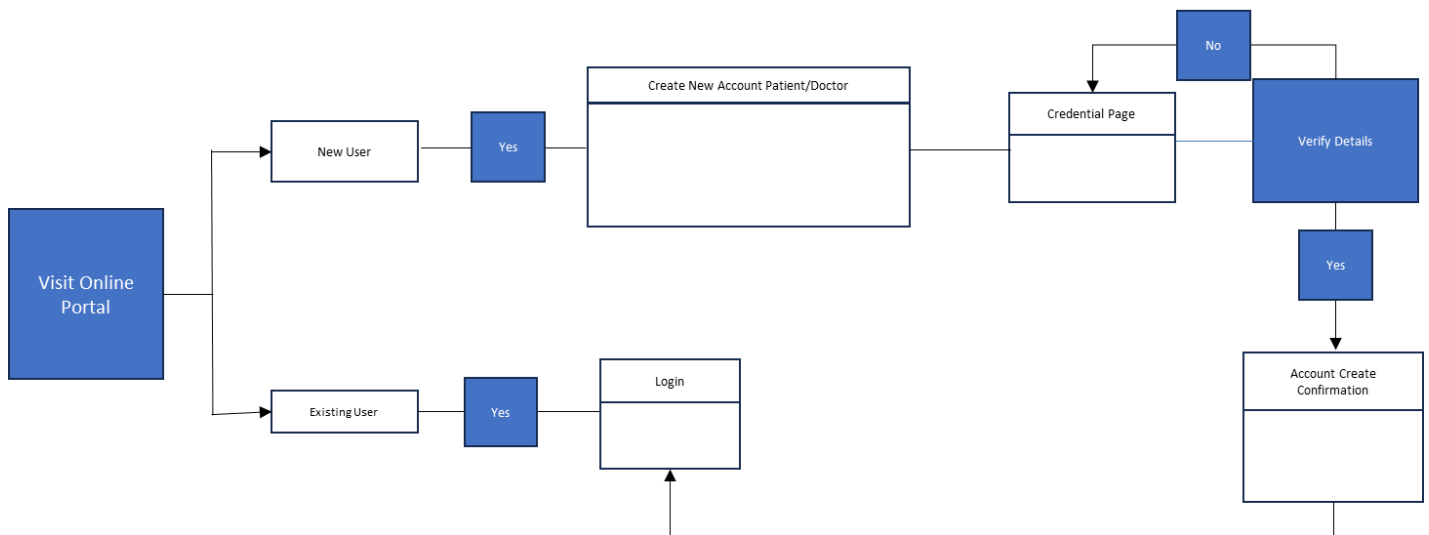 No
Create New Account Patient/Doctor
Credential Page
Verify Details
New User
Yes
Visit Online
Portal
Yes
Account Create
Confirmation
Login
Existing User
Yes